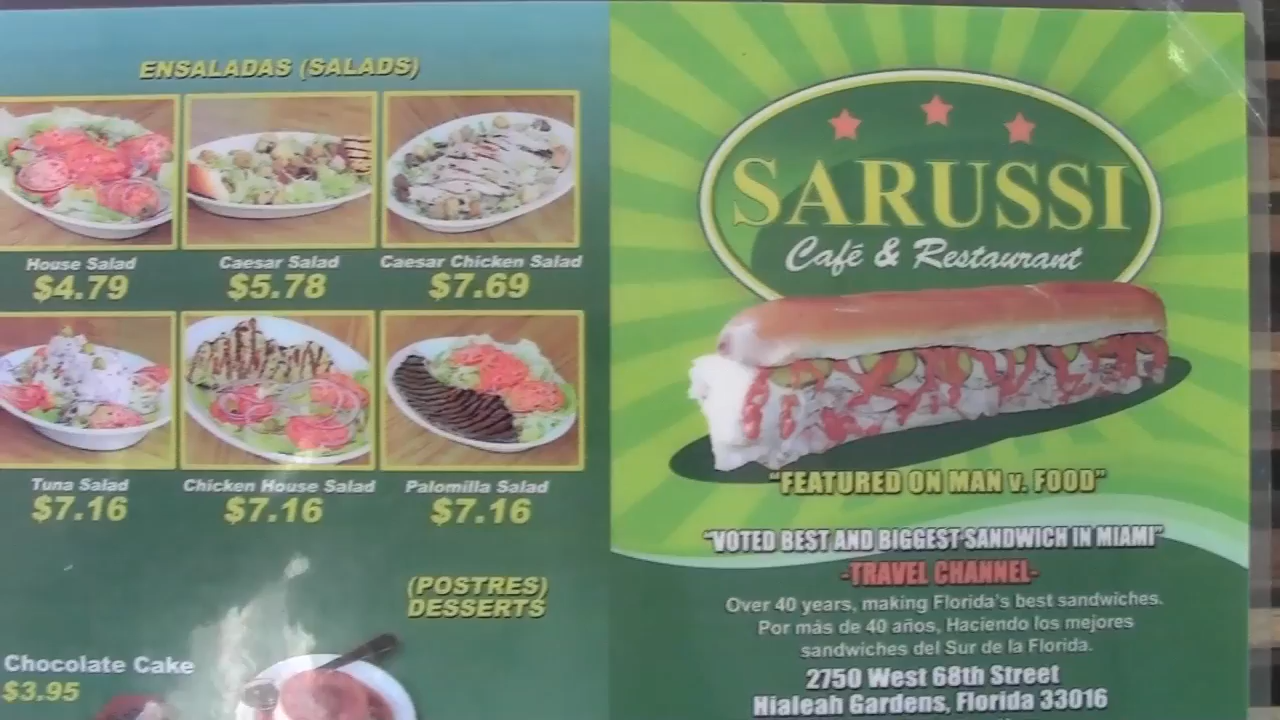 ENSALADAS (SALADS)
House Salad
$4.79
Caesar Salad
$5.78
Caesar Chicken Salad
$7.69
Tuna Salad
$7.16
Chicken House Salad
$7.16
Palomilla Salad
$7.16
(POSTRES)
DESSERTS
Chocolate Cake
$3.95
SARUSSI
Café & Restaurant
"FEATURED ON MAN v. FOOD"
"VOTED BEST AND BIGGEST SANDWICH IN MIAMI"
-TRAVEL CHANNEL-
Over 40 years, making Florida's best sandwiches.
Por más de 40 años, Haciendo los mejores
sandwiches del Sur de la Florida.
2750 West 68th Street
Hialeah Gardens, Florida 33016